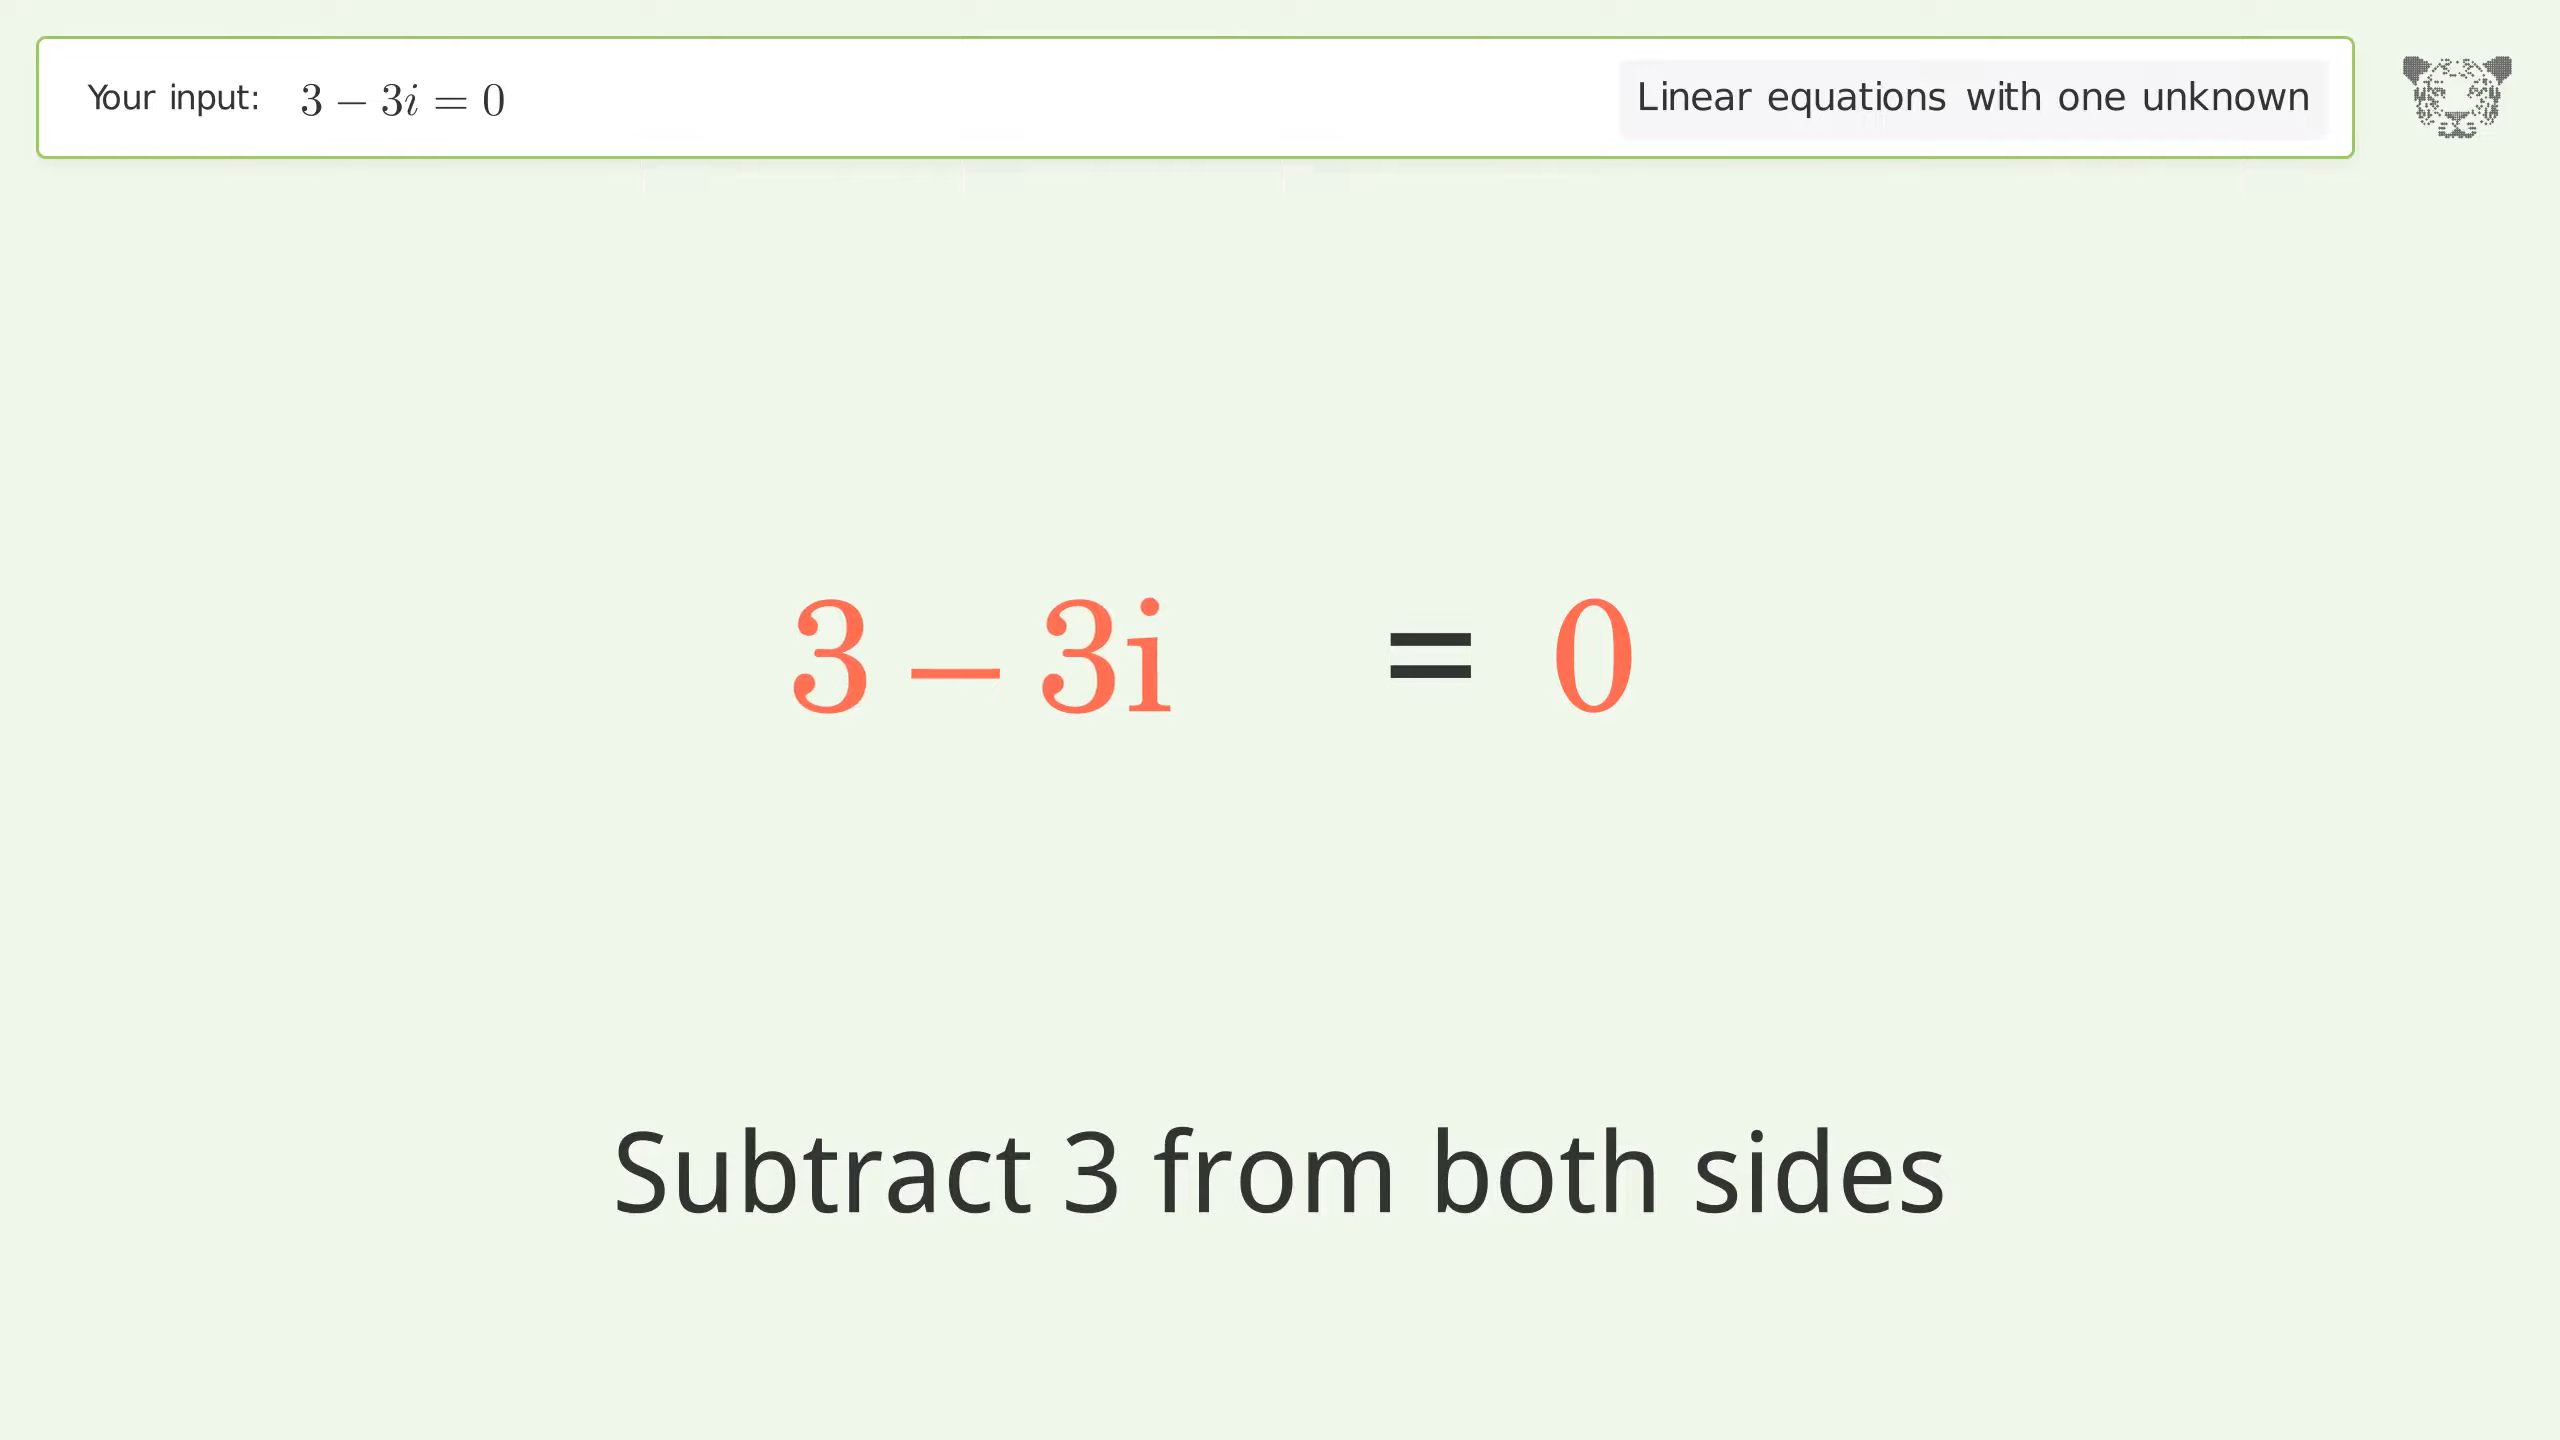 Your input: 3 − 3i = 0
Linear equations with one unknown
3 − 3i = 0
Subtract 3 from both sides